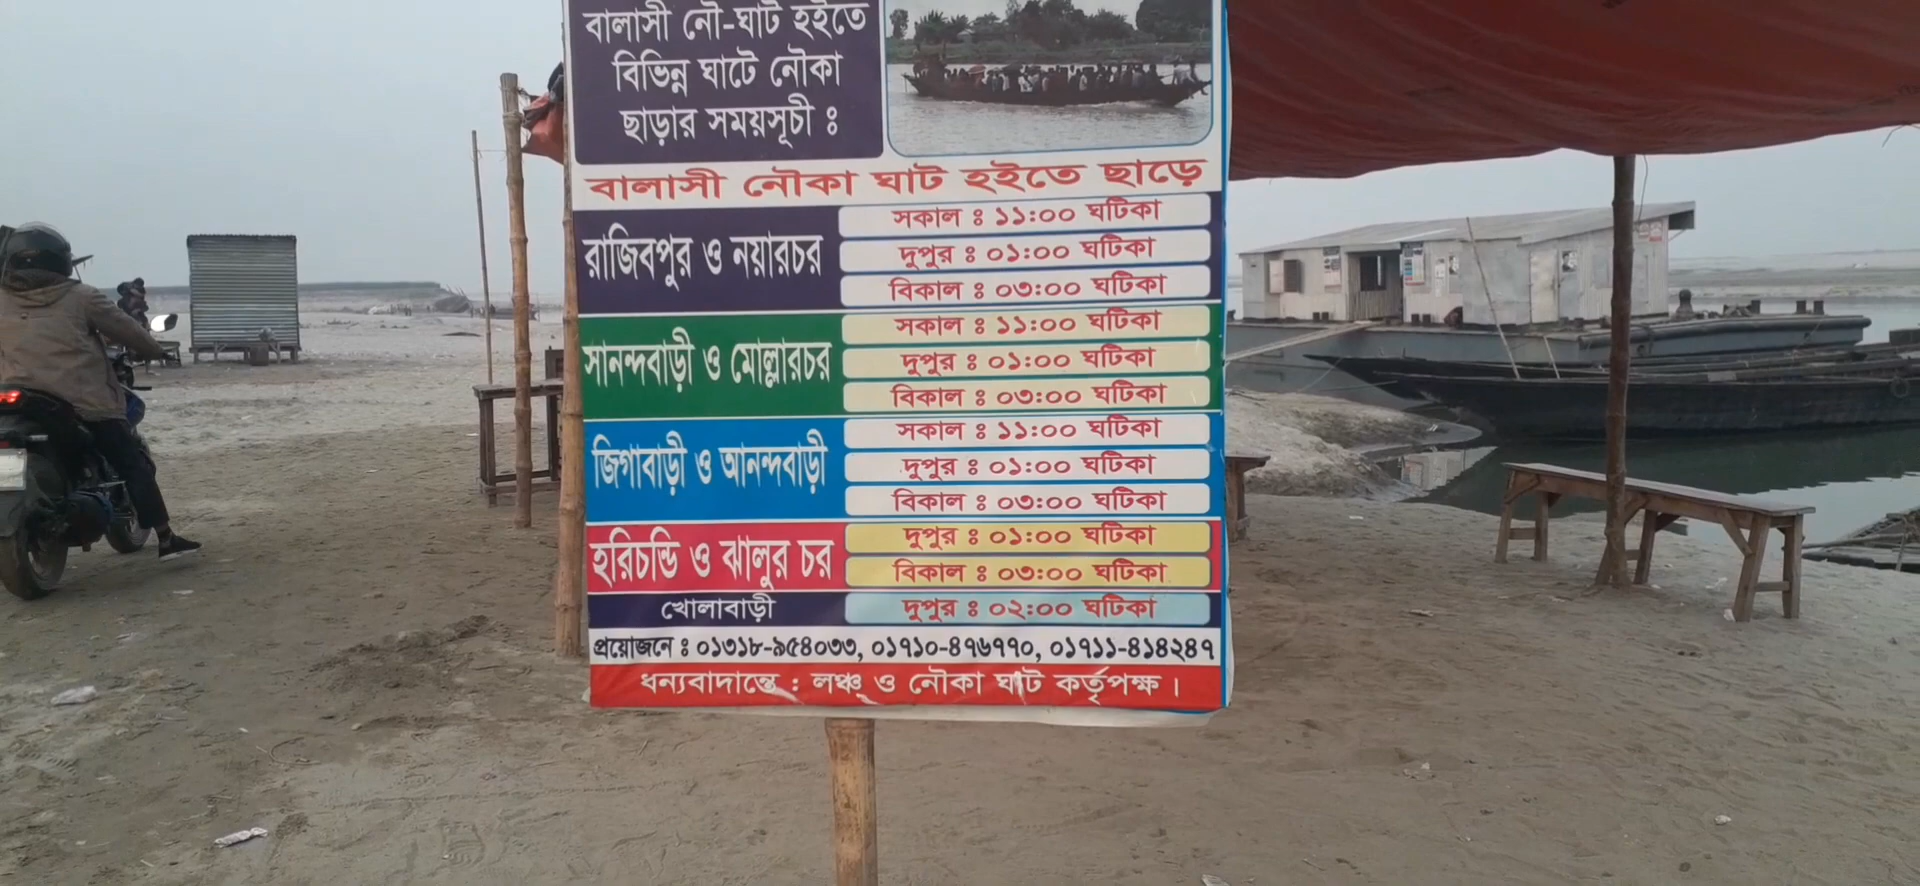 বালাসী নৌ-ঘাট হইতে
বিভিন্ন ঘাটে নৌকা
ছাড়ার সময়সূচী ঃ
বালাসী নৌকা ঘাট হইতে ছাড়ে
রাজিবপুর ও নয়ারচর
সকাল ঃ ১১:০০ ঘটিকা
দুপুর ঃ ০১:০০ ঘটিকা
বিকাল ঃ ০৩:০০ ঘটিকা
সানন্দবাড়ী ও মোল্লারচর
সকাল ঃ ১১:০০ ঘটিকা
দুপুর ঃ ০১:০০ ঘটিকা
বিকাল ঃ ০৩:০০ ঘটিকা
জিগাবাড়ী ও আনন্দবাড়ী
সকাল ঃ ১১:০০ ঘটিকা
দুপুর ঃ ০১:০০ ঘটিকা
বিকাল ঃ ০৩:০০ ঘটিকা
হরিচন্ডি ও ঝালুর চর
দুপুর ঃ ০১:০০ ঘটিকা
বিকাল ঃ ০৩:০০ ঘটিকা
খোলাবাড়ী
দুপুর ঃ ০২:০০ ঘটিকা
প্রয়োজনে ঃ ০১৩১৮-৯৫৪০৩৩, ০১৭১০-৪৭৬৭৭০, ০১৭১১-৪১৪২৪৭
ধন্যবাদান্তে : লঞ্চ ও নৌকা ঘাট কর্তৃপক্ষ।